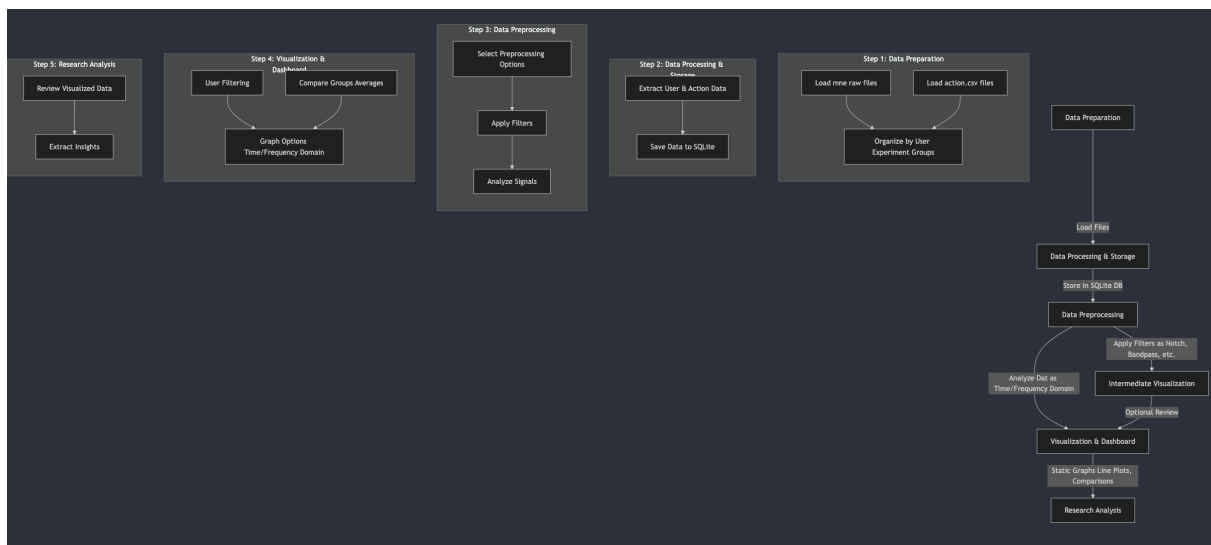 Step 5: Research Analysis
Review Visualized Data
Extract Insights
Step 4: Visualization &
Dashboard
User Filtering
Compare Groups Averages
Graph Options
Time/Frequency Domain
Step 3: Data Preprocessing
Select Preprocessing
Options
Apply Filters
Analyze Signals
Step 2: Data Processing &
Storage
Extract User & Action Data
Save Data to SQLite
Step 1: Data Preparation
Load mne raw files
Load action.csv files
Organize by User
Experiment Groups
Data Preparation
Load Files
Data Processing & Storage
Store in SQLite DB
Data Preprocessing
Apply Filters as Notch,
Bandpass, etc.
Analyze Dat as
Time/Frequency Domain
Intermediate Visualization
Optional Review
Visualization & Dashboard
Static Graphs Line Plots,
Comparisons
Research Analysis